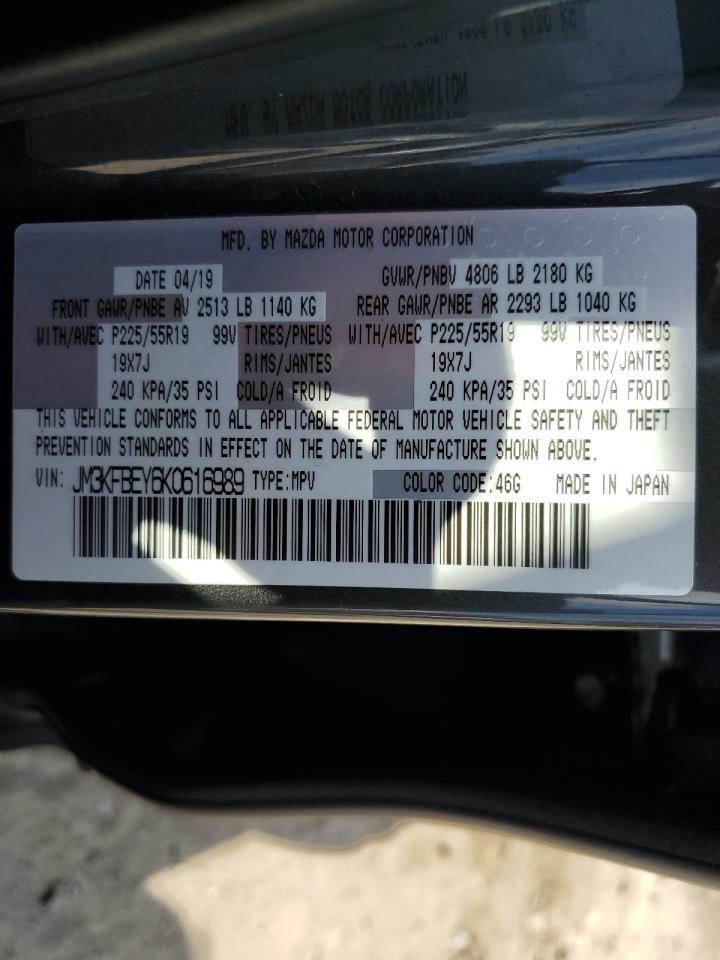 MFD. BY MAZDA MOTOR CORPORATION
DATE 04/19 GVWR/PNBV 4806 LB 2180 KG
FRONT GAWR/PNBE AV 2513 LB 1140 KG REAR GAWR/PNBE AR 2293 LB 1040 KG
WITH/AVEC P225/55R19 99V TIRES/PNEUS WITH/AVEC P225/55R19 99V TIRES/PNEUS
19X7J RIMS/JANTES 19X7J RIMS/JANTES
240 KPA/35 PSI COLD/A FROID 240 KPA/35 PSI COLD/A FROID
THIS VEHICLE CONFORMS TO ALL APPLICABLE FEDERAL MOTOR VEHICLE SAFETY AND THEFT
PREVENTION STANDARDS IN EFFECT ON THE DATE OF MANUFACTURE SHOWN ABOVE.
VIN: JM3KFBEY6K0616989 TYPE:MPV COLOR CODE:46G MADE IN JAPAN